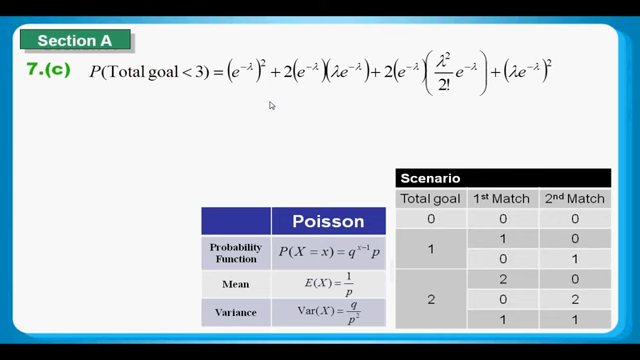 Section A
7.(c) P(Total goal < 3) = (e^{-λ})^2 + 2(e^{-λ})(λe^{-λ}) + 2(e^{-λ})(λ^2/2! e^{-λ}) + (λe^{-λ})^2
Scenario
Total goal 1st Match 2nd Match
0 0 0
1 1 0
0 1
2 2 0
0 2
1 1
Poisson
Probability Function P(X = x) = q^{x-1} p
Mean E(X) = 1/p
Variance Var(X) = q/p^2